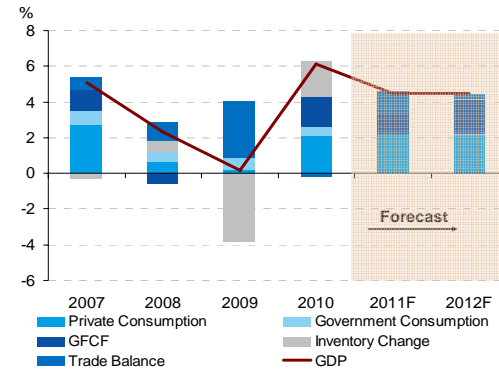 %
8
6
4
2
0
-2
-4
-6
Forecast
2007 2008 2009 2010 2011F 2012F
Private Consumption Government Consumption
GFCF Inventory Change
Trade Balance GDP